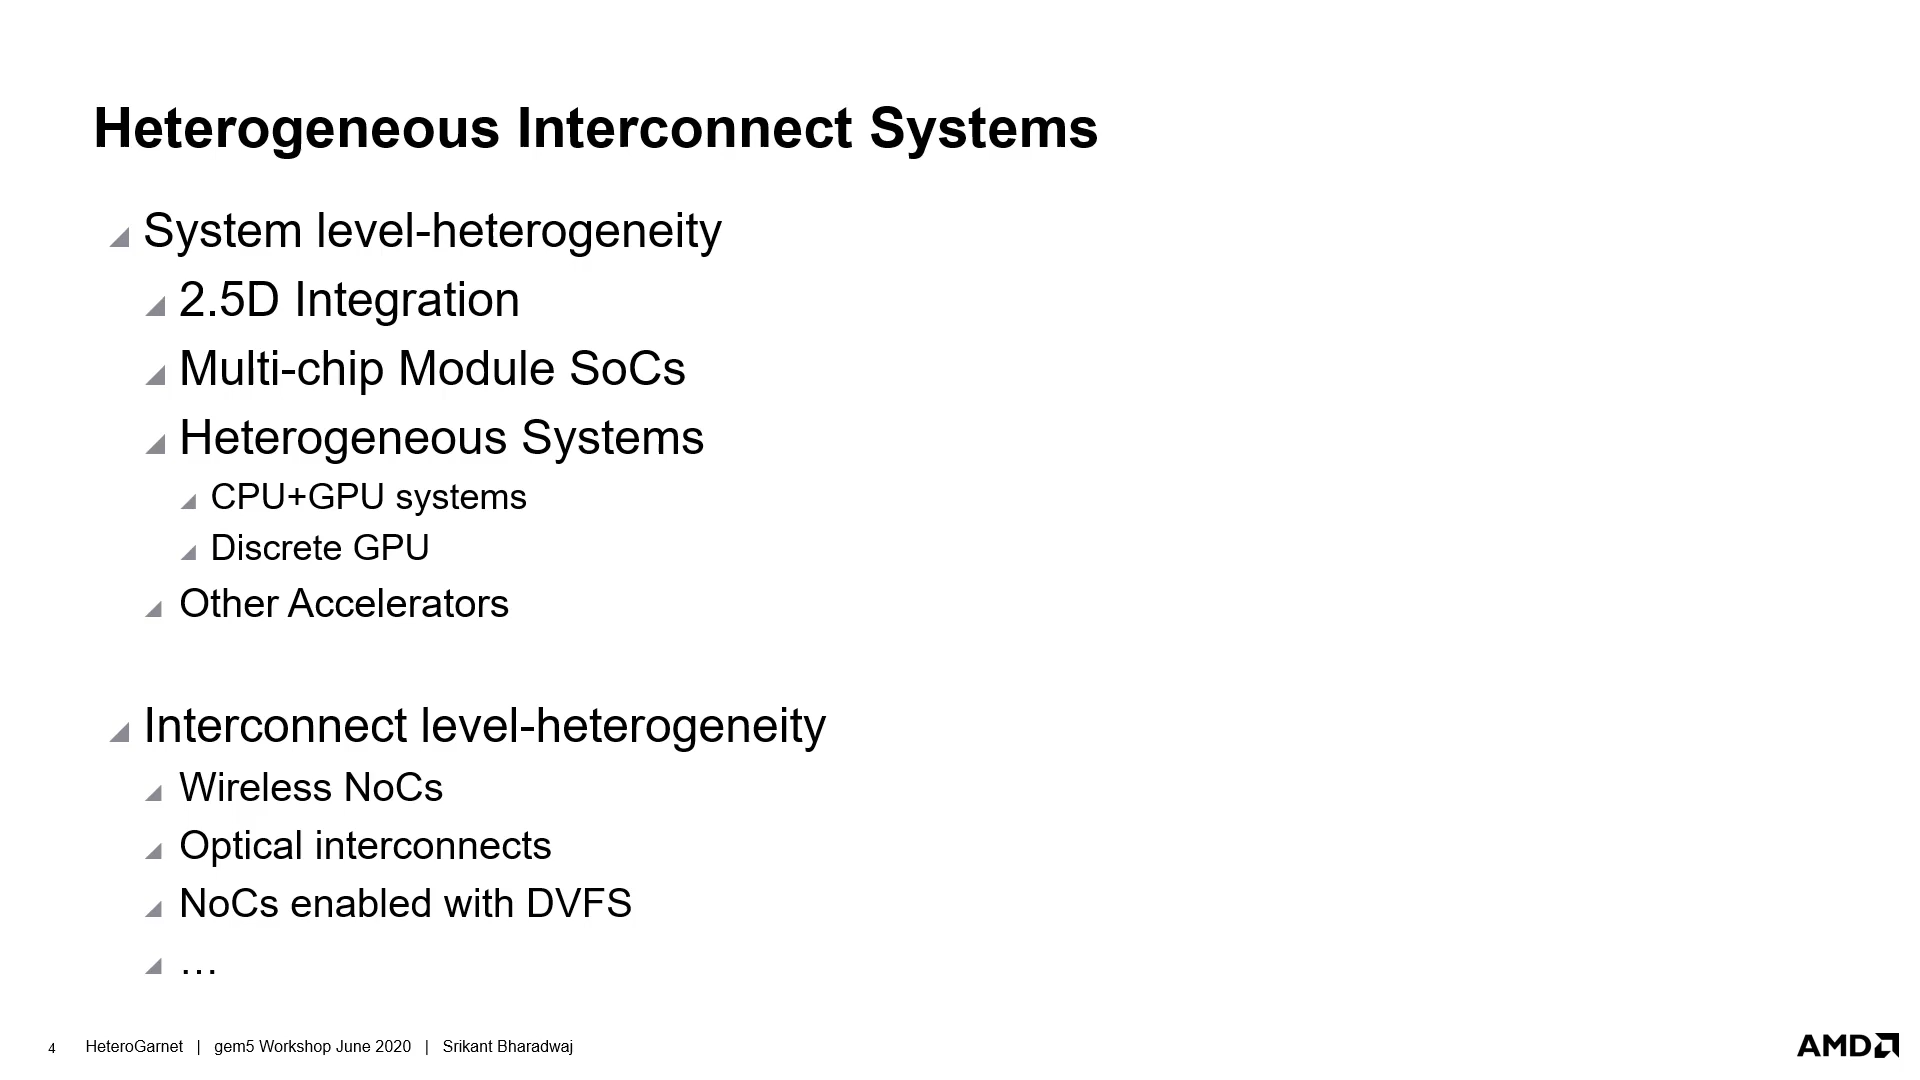 Heterogeneous Interconnect Systems
System level-heterogeneity
2.5D Integration
Multi-chip Module SoCs
Heterogeneous Systems
CPU+GPU systems
Discrete GPU
Other Accelerators
Interconnect level-heterogeneity
Wireless NoCs
Optical interconnects
NoCs enabled with DVFS
…
4 HeteroGarnet | gem5 Workshop June 2020 | Srikant Bharadwaj
AMD